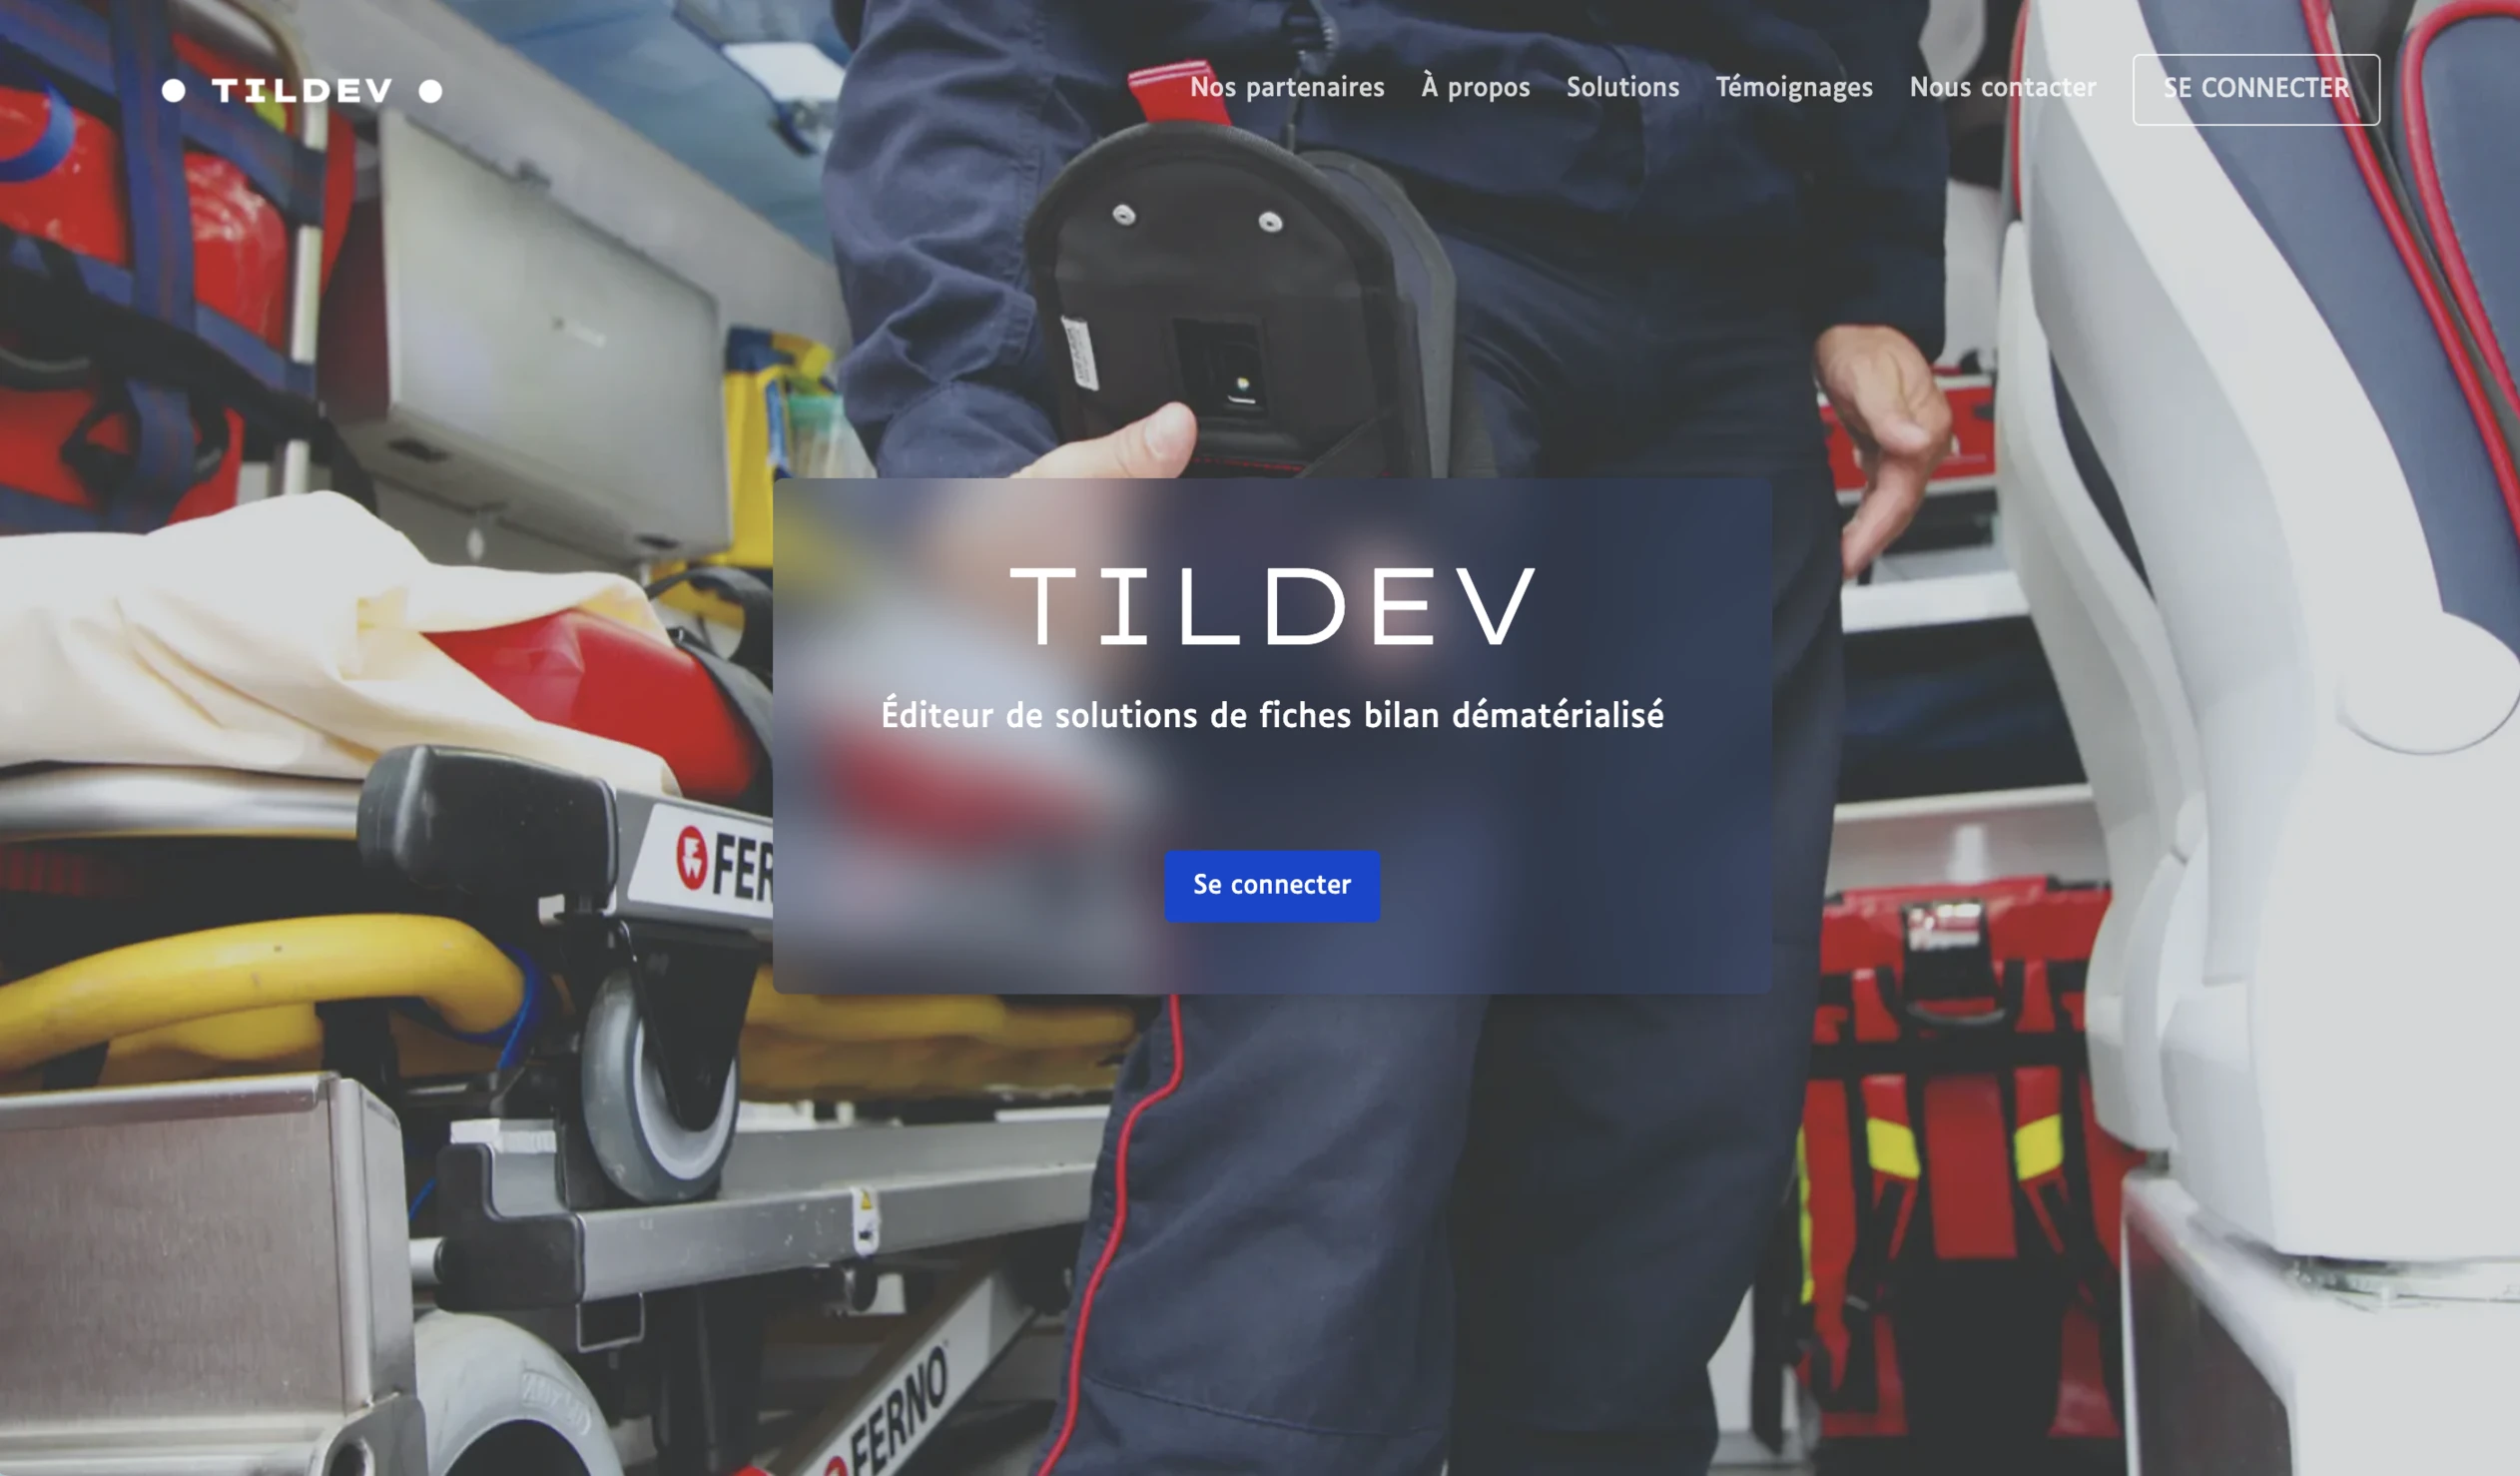 TILDEV
Nos partenaires
À propos
Solutions
Témoignages
Nous contacter
SE CONNECTER
TILDEV
Éditeur de solutions de fiches bilan dématérialisé
Se connecter
FER
FERNO